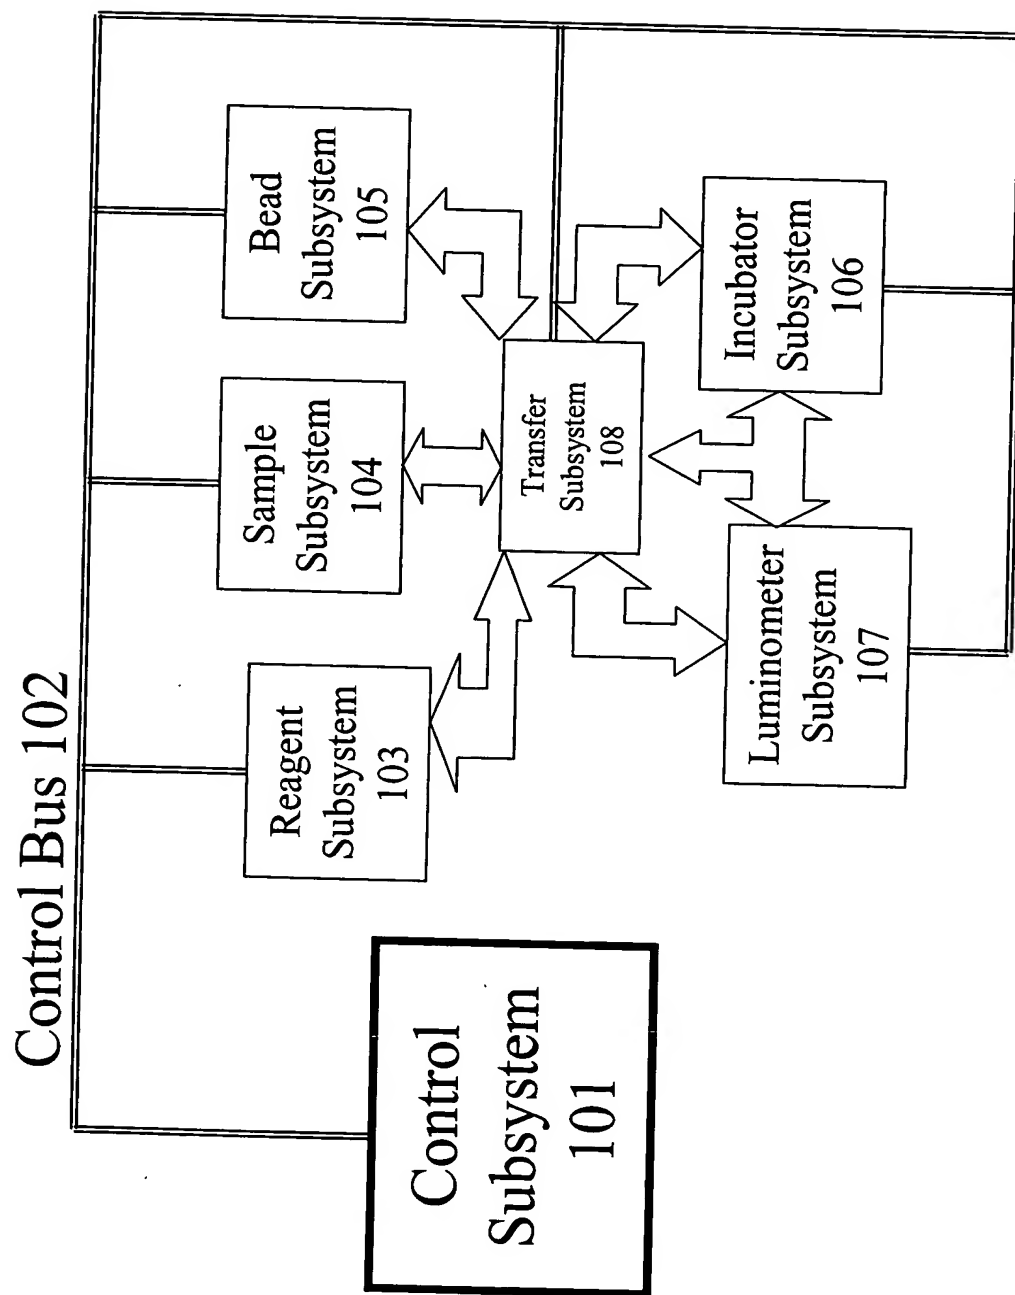 Control Bus 102
Control
Subsystem
101
Reagent
Subsystem
103
Sample
Subsystem
104
Bead
Subsystem
105
Transfer
Subsystem
108
Luminometer
Subsystem
107
Incubator
Subsystem
106